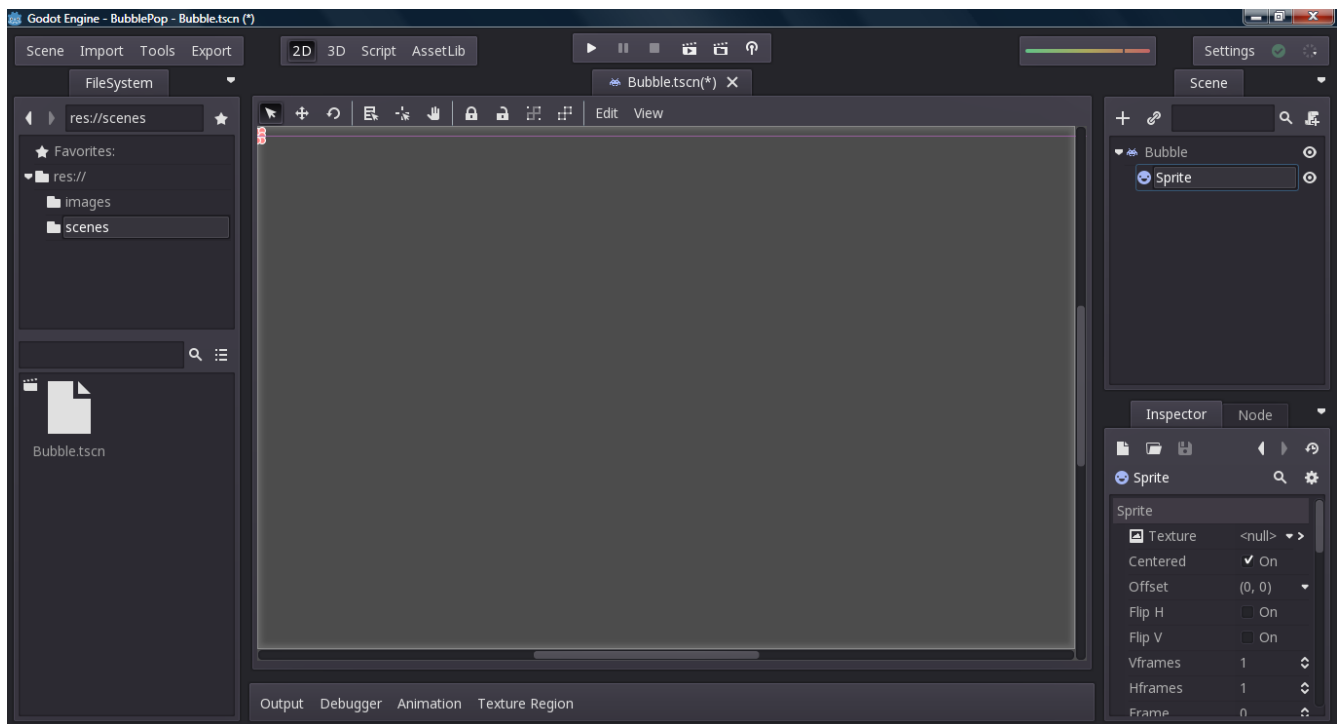 Godot Engine - BubblePop - Bubble.tscn (*)
Scene Import Tools Export 2D 3D Script AssetLib Settings
FileSystem Bubble.tscn(*) Scene
res://scenes Edit View
Favorites: Bubble
res:// Sprite
images
scenes
Inspector Node
Bubble.tscn
Sprite
Sprite
Texture <null>
Centered On
Offset (0, 0)
Flip H On
Flip V On
Vframes 1
Hframes 1
Frame 0
Output Debugger Animation Texture Region